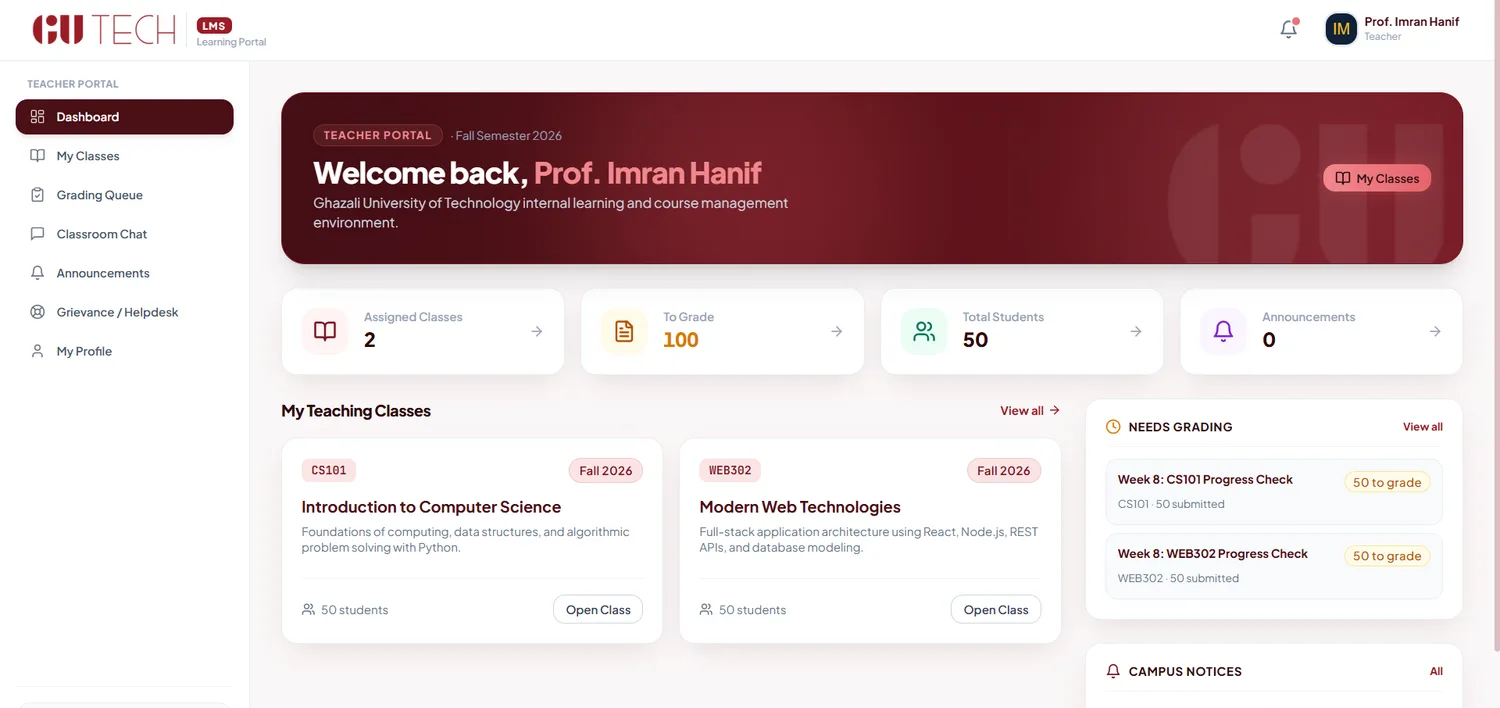 GU TECH
LMS
Learning Portal
IM
Prof. Imran Hanif
Teacher
TEACHER PORTAL
Dashboard
My Classes
Grading Queue
Classroom Chat
Announcements
Grievance / Helpdesk
My Profile
TEACHER PORTAL · Fall Semester 2026
Welcome back, Prof. Imran Hanif
Ghazali University of Technology internal learning and course management
environment.
My Classes
Assigned Classes
2
To Grade
100
Total Students
50
Announcements
0
My Teaching Classes
View all
CS101
Fall 2026
Introduction to Computer Science
Foundations of computing, data structures, and algorithmic
problem solving with Python.
50 students
Open Class
WEB302
Fall 2026
Modern Web Technologies
Full-stack application architecture using React, Node.js, REST
APIs, and database modeling.
50 students
Open Class
NEEDS GRADING
View all
Week 8: CS101 Progress Check
50 to grade
CS101 · 50 submitted
Week 8: WEB302 Progress Check
50 to grade
WEB302 · 50 submitted
CAMPUS NOTICES
All